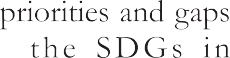 priorities and gaps
the SDGs in